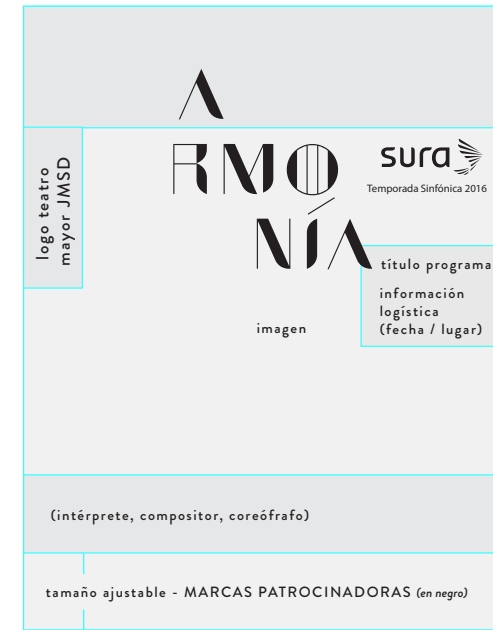 A
RMO
NÍA
sura
Temporada Sinfónica 2016
logo teatro
mayor JMSD
título programa
información
logística
(fecha / lugar)
imagen
(intérprete, compositor, coreófrafo)
tamaño ajustable - MARCAS PATROCINADORAS (en negro)